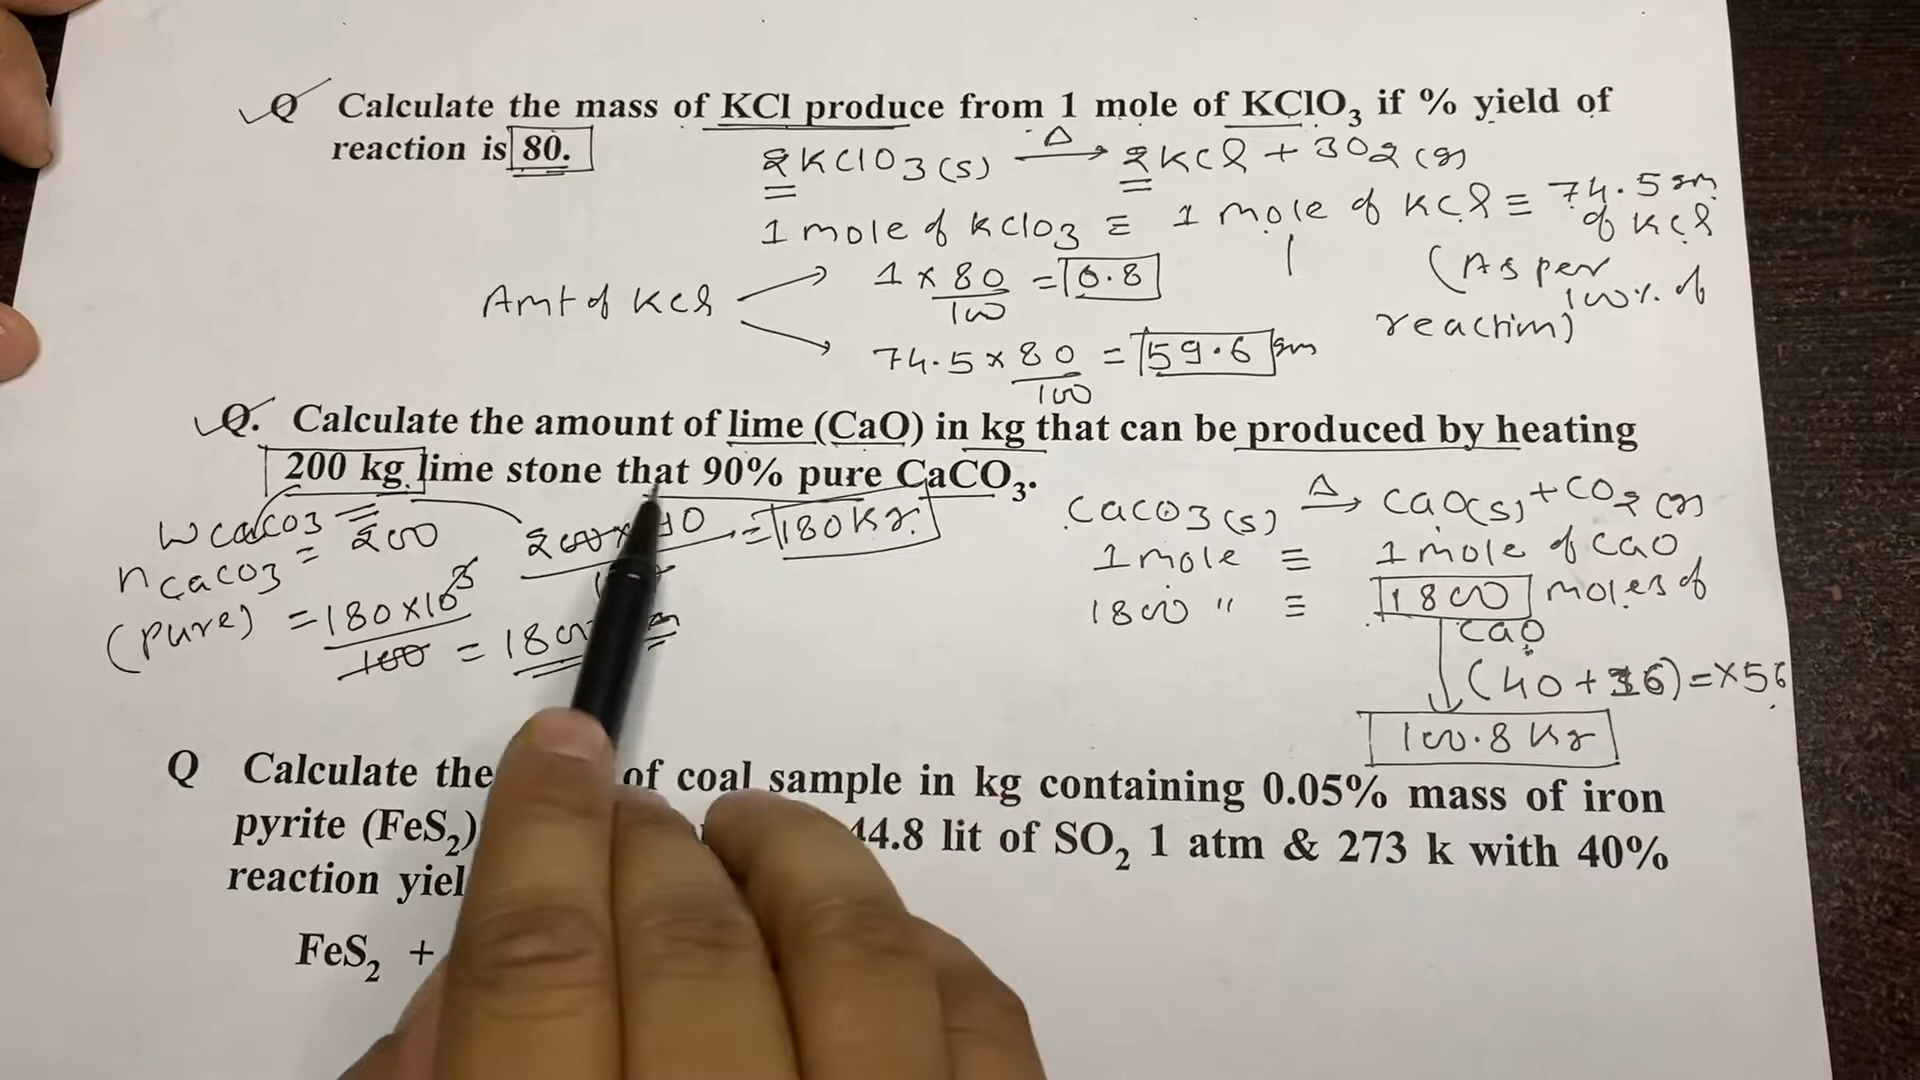 Q Calculate the mass of KCl produce from 1 mole of KClO₃ if % yield of
reaction is 80.
2KClO₃(s) —Δ→ 2KCl + 3O₂(g)
1 mole of KClO₃ ≡ 1 mole of KCl ≡ 74.5 gm
of KCl
(As per
100% of
reaction)
Amt of KCl
1 × 80/100 = 0.8
74.5 × 80/100 = 59.6 gm
Q. Calculate the amount of lime (CaO) in kg that can be produced by heating
200 kg lime stone that 90% pure CaCO₃.
CaCO₃(s) —Δ→ CaO(s) + CO₂(g)
WCaCO₃ = 200
= 180 Kg
nCaCO₃
(pure) = 180×10³/100 =
1 mole ≡ 1 mole of CaO
1800 " ≡ 1800 moles of
CaO
(40+16) = ×56
100.8 Kg
Q Calculate the of coal sample in kg containing 0.05% mass of iron
pyrite (FeS₂) 44.8 lit of SO₂ 1 atm & 273 k with 40%
reaction
FeS₂ +